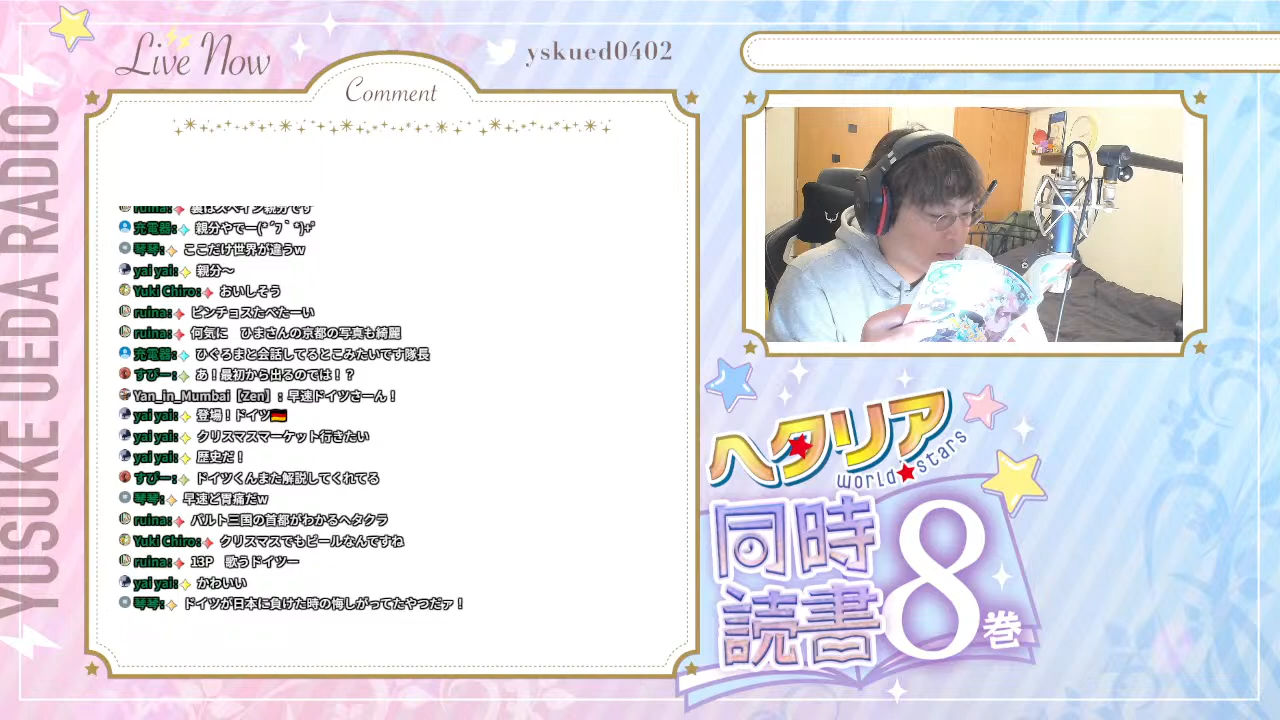 Live Now
yskued0402
Comment
YUSUKE UEDA RADIO
ruina: 裏はスペイン親分です
充電器: 親分やでー(*ﾟﾌ｀*)ﾉﾞ
琴琴: ここだけ世界が違うw
yai yai: 親分〜
Yuki Chiro: おいしそう
ruina: ピンチョスたべたーい
ruina: 何気に　ひまさんの京都の写真も綺麗
充電器: ひぐろまと会話してるとこみたいです隊長
すぴー: あ！最初から出るのでは！？
Yan_in_Mumbai【Zen】: 早速ドイツさーん！
yai yai: 登場！ドイツ🇩🇪
yai yai: クリスマスマーケット行きたい
yai yai: 歴史だ！
すぴー: ドイツくんまた解説してくれてる
琴琴: 早速ど胃痛だw
ruina: バルト三国の首都がわかるヘタクラ
Yuki Chiro: クリスマスでもビールなんですね
ruina: 13P　歌うドイツー
yai yai: かわいい
琴琴: ドイツが日本に負けた時の悔しがってたやつだァ！
ヘタリア
world★stars
同時
読書
8巻